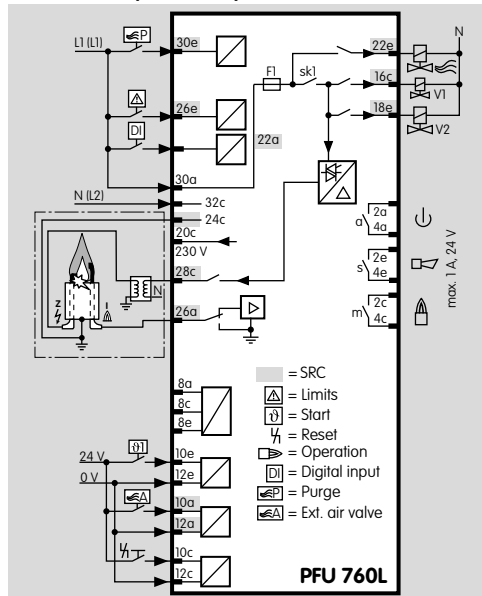 L1 (L1)
P
30e
22e
N
F1
sk1
16c
V1
26e
18e
V2
DI
22a
30a
N (L2)
32c
24c
20c
230 V
28c
N
Z
I
26a
a
2a
4a
s
2e
4e
m
2c
4c
max. 1 A, 24 V
8a
8c
8e
= SRC
= Limits
ϑ = Start
= Reset
= Operation
DI = Digital input
P = Purge
A = Ext. air valve
24 V
ϑ1
10e
0 V
12e
A
10a
12a
10c
12c
PFU 760L